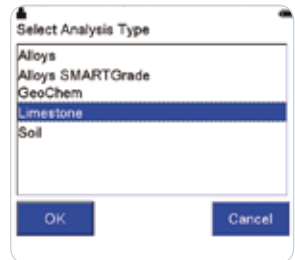 Select Analysis Type
Alloys
Alloys SMARTGrade
GeoChem
Limestone
Soil
OK
Cancel